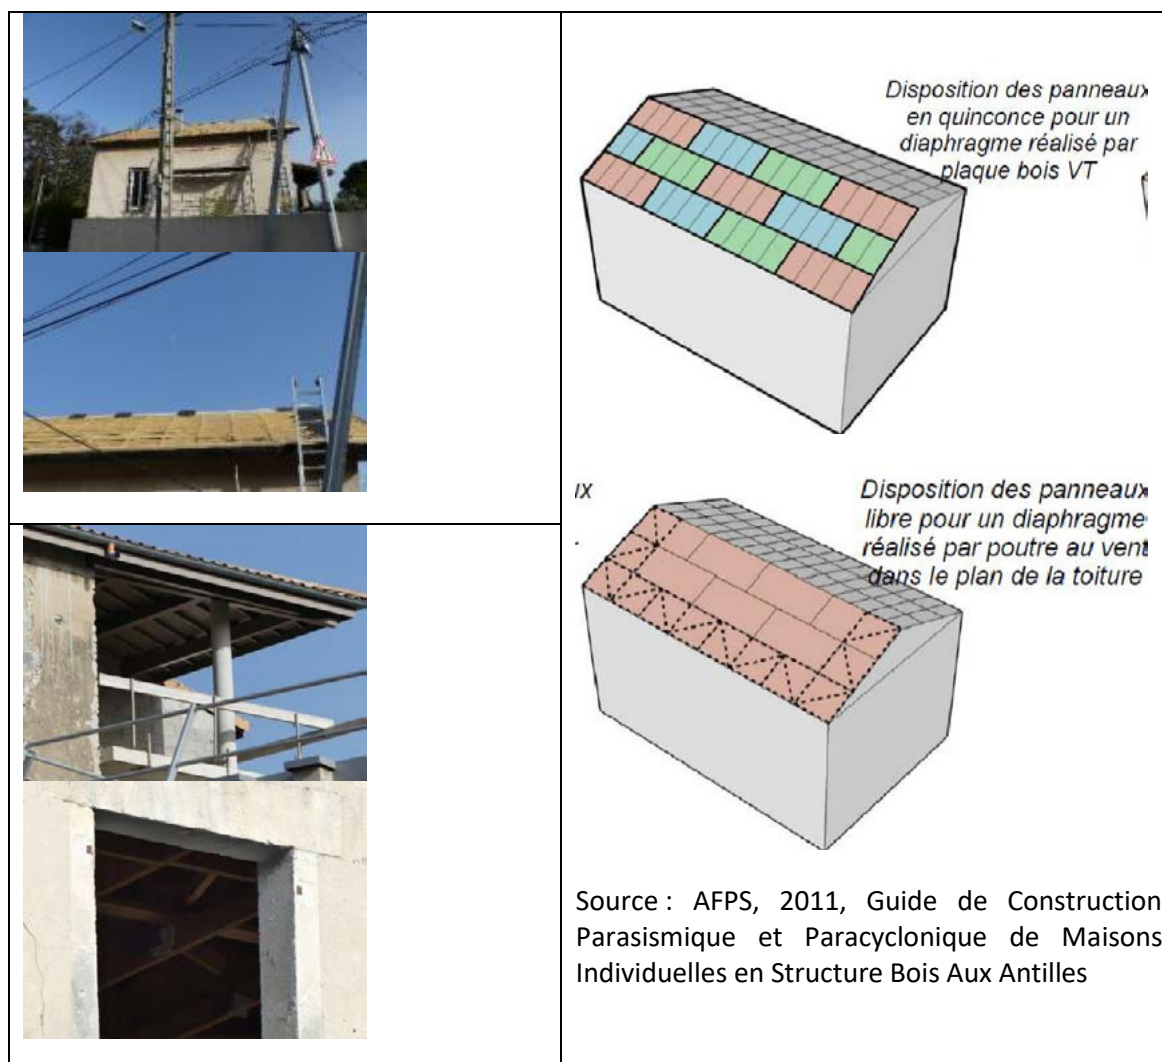 Disposition des panneaux
en quinconce pour un
diaphragme réalisé par
plaque bois VT
ux
Disposition des panneaux
libre pour un diaphragme
réalisé par poutre au vent
dans le plan de la toiture
Source : AFPS, 2011, Guide de Construction
Parasismique et Paracyclonique de Maisons
Individuelles en Structure Bois Aux Antilles